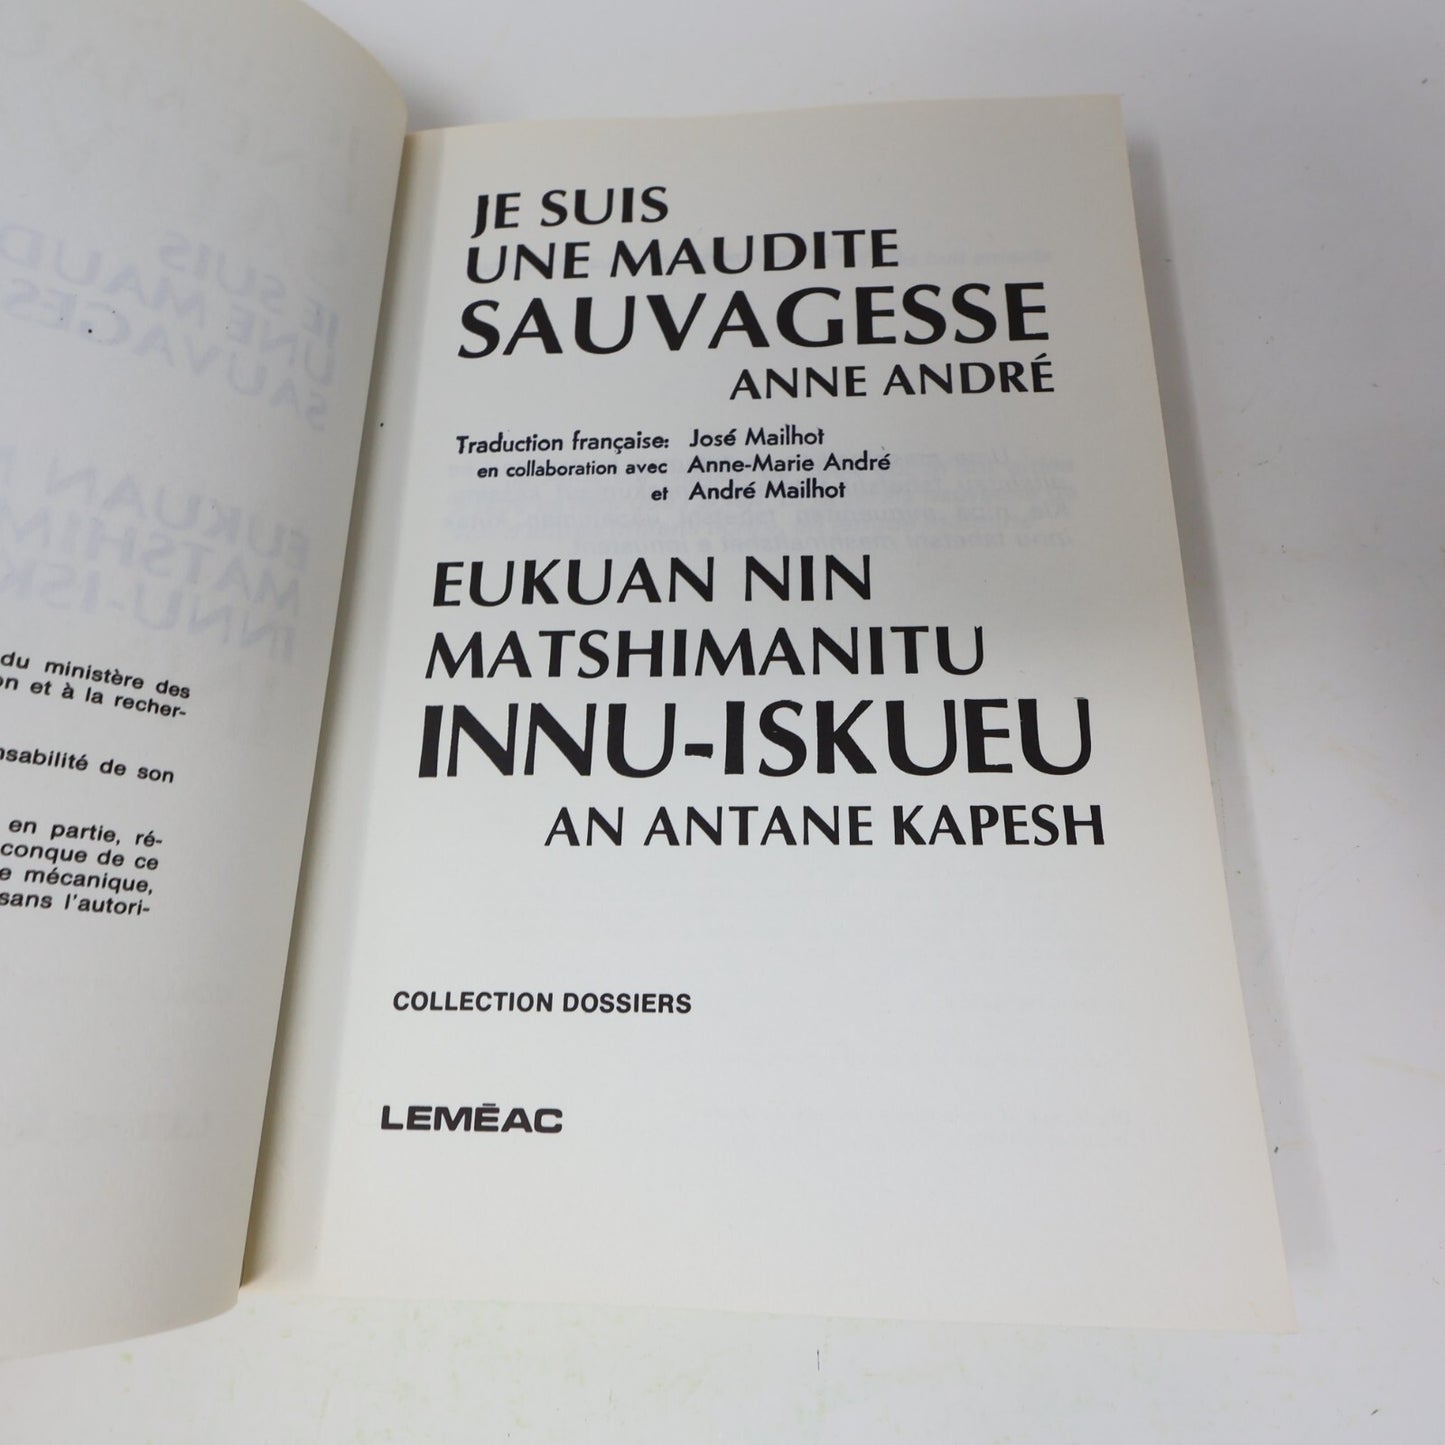 du ministère des
on et à la recher-
nsabilité de son
en partie, ré-
conque de ce
e mécanique,
sans l'autori-
JE SUIS
UNE MAUDITE
SAUVAGESSE
ANNE ANDRÉ
Traduction française: José Mailhot
en collaboration avec Anne-Marie André
et André Mailhot
EUKUAN NIN
MATSHIMANITU
INNU-ISKUEU
AN ANTANE KAPESH
COLLECTION DOSSIERS
LEMÉAC